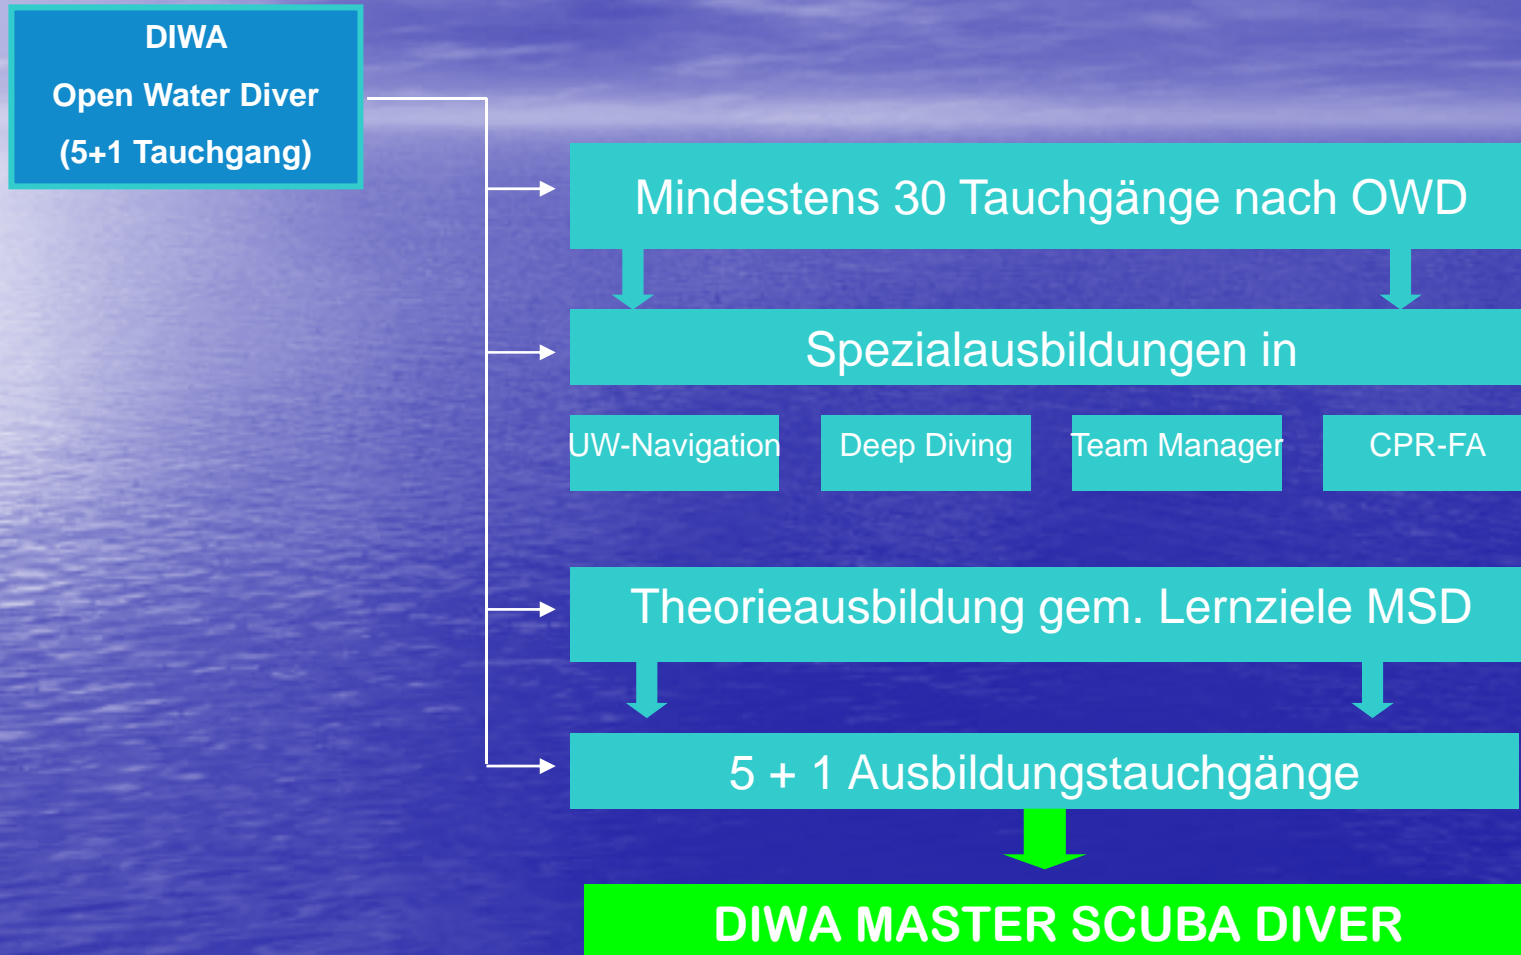 DIWA
Open Water Diver
(5+1 Tauchgang)
Mindestens 30 Tauchgänge nach OWD
Spezialausbildungen in
UW-Navigation
Deep Diving
Team Manager
CPR-FA
Theorieausbildung gem. Lernziele MSD
5 + 1 Ausbildungstauchgänge
DIWA MASTER SCUBA DIVER